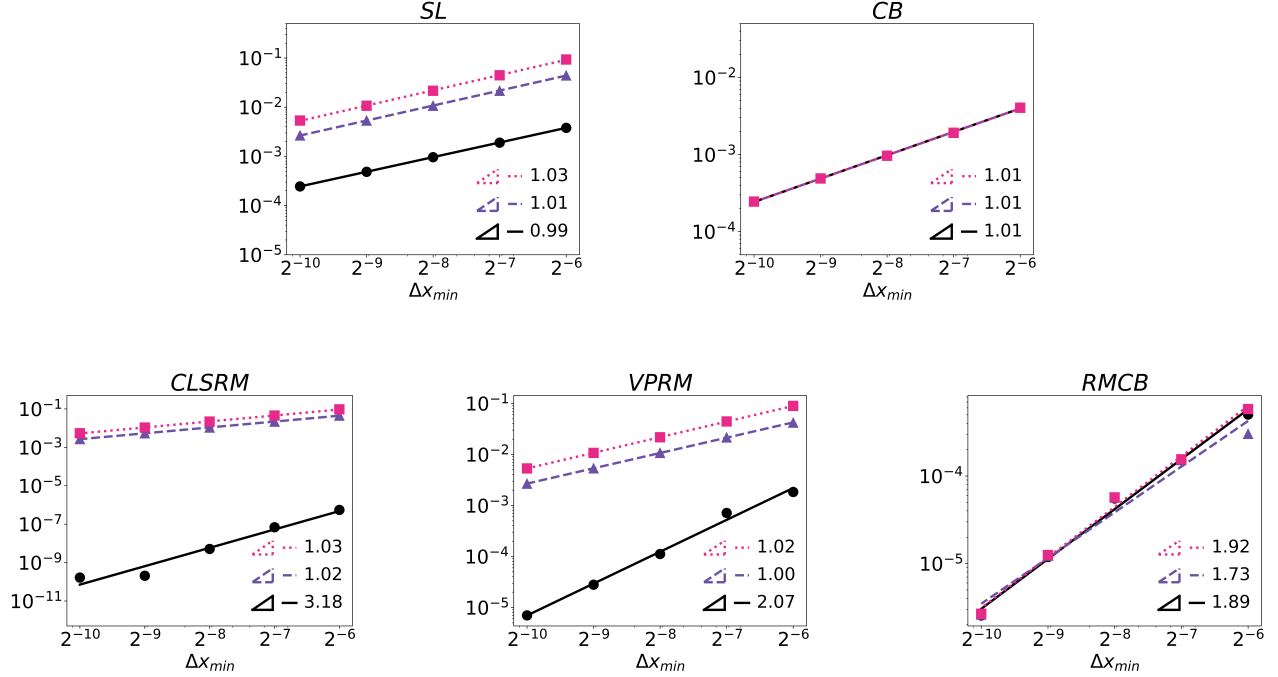 SL
10⁻¹
10⁻²
10⁻³
10⁻⁴
10⁻⁵
1.03
1.01
0.99
2⁻¹⁰ 2⁻⁹ 2⁻⁸ 2⁻⁷ 2⁻⁶
Δx_min
CB
10⁻²
10⁻³
10⁻⁴
1.01
1.01
1.01
2⁻¹⁰ 2⁻⁹ 2⁻⁸ 2⁻⁷ 2⁻⁶
Δx_min
CLSRM
10⁻¹
10⁻³
10⁻⁵
10⁻⁷
10⁻⁹
10⁻¹¹
1.03
1.02
3.18
2⁻¹⁰ 2⁻⁹ 2⁻⁸ 2⁻⁷ 2⁻⁶
Δx_min
VPRM
10⁻¹
10⁻²
10⁻³
10⁻⁴
10⁻⁵
1.02
1.00
2.07
2⁻¹⁰ 2⁻⁹ 2⁻⁸ 2⁻⁷ 2⁻⁶
Δx_min
RMCB
10⁻⁴
10⁻⁵
1.92
1.73
1.89
2⁻¹⁰ 2⁻⁹ 2⁻⁸ 2⁻⁷ 2⁻⁶
Δx_min